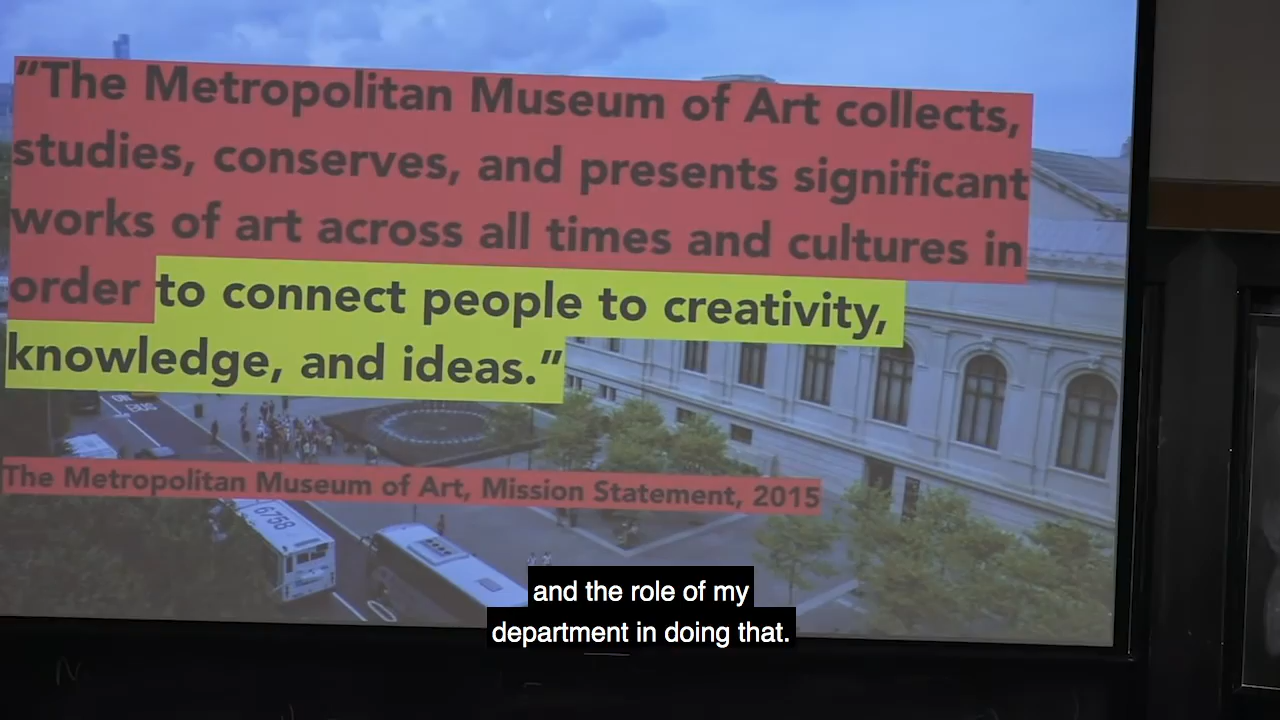 “The Metropolitan Museum of Art collects,
studies, conserves, and presents significant
works of art across all times and cultures in
order to connect people to creativity,
knowledge, and ideas.”
ON
BUS
The Metropolitan Museum of Art, Mission Statement, 2015
6758
and the role of my
department in doing that.